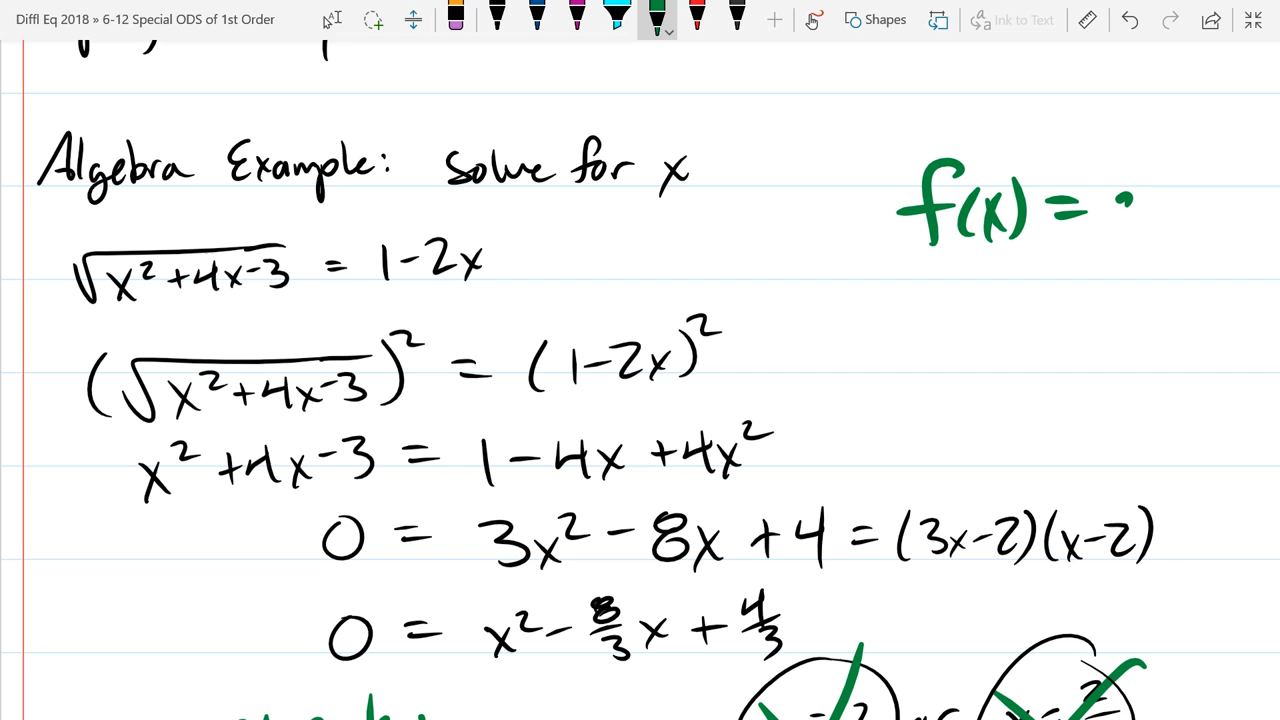 Diffl Eq 2018 » 6-12 Special ODS of 1st Order
Shapes
Ink to Text
Algebra Example: Solve for x
f(x) =
√(x² + 4x - 3) = 1 - 2x
(√(x² + 4x - 3))² = (1 - 2x)²
x² + 4x - 3 = 1 - 4x + 4x²
0 = 3x² - 8x + 4 = (3x - 2)(x - 2)
0 = x² - 8/3 x + 4/3